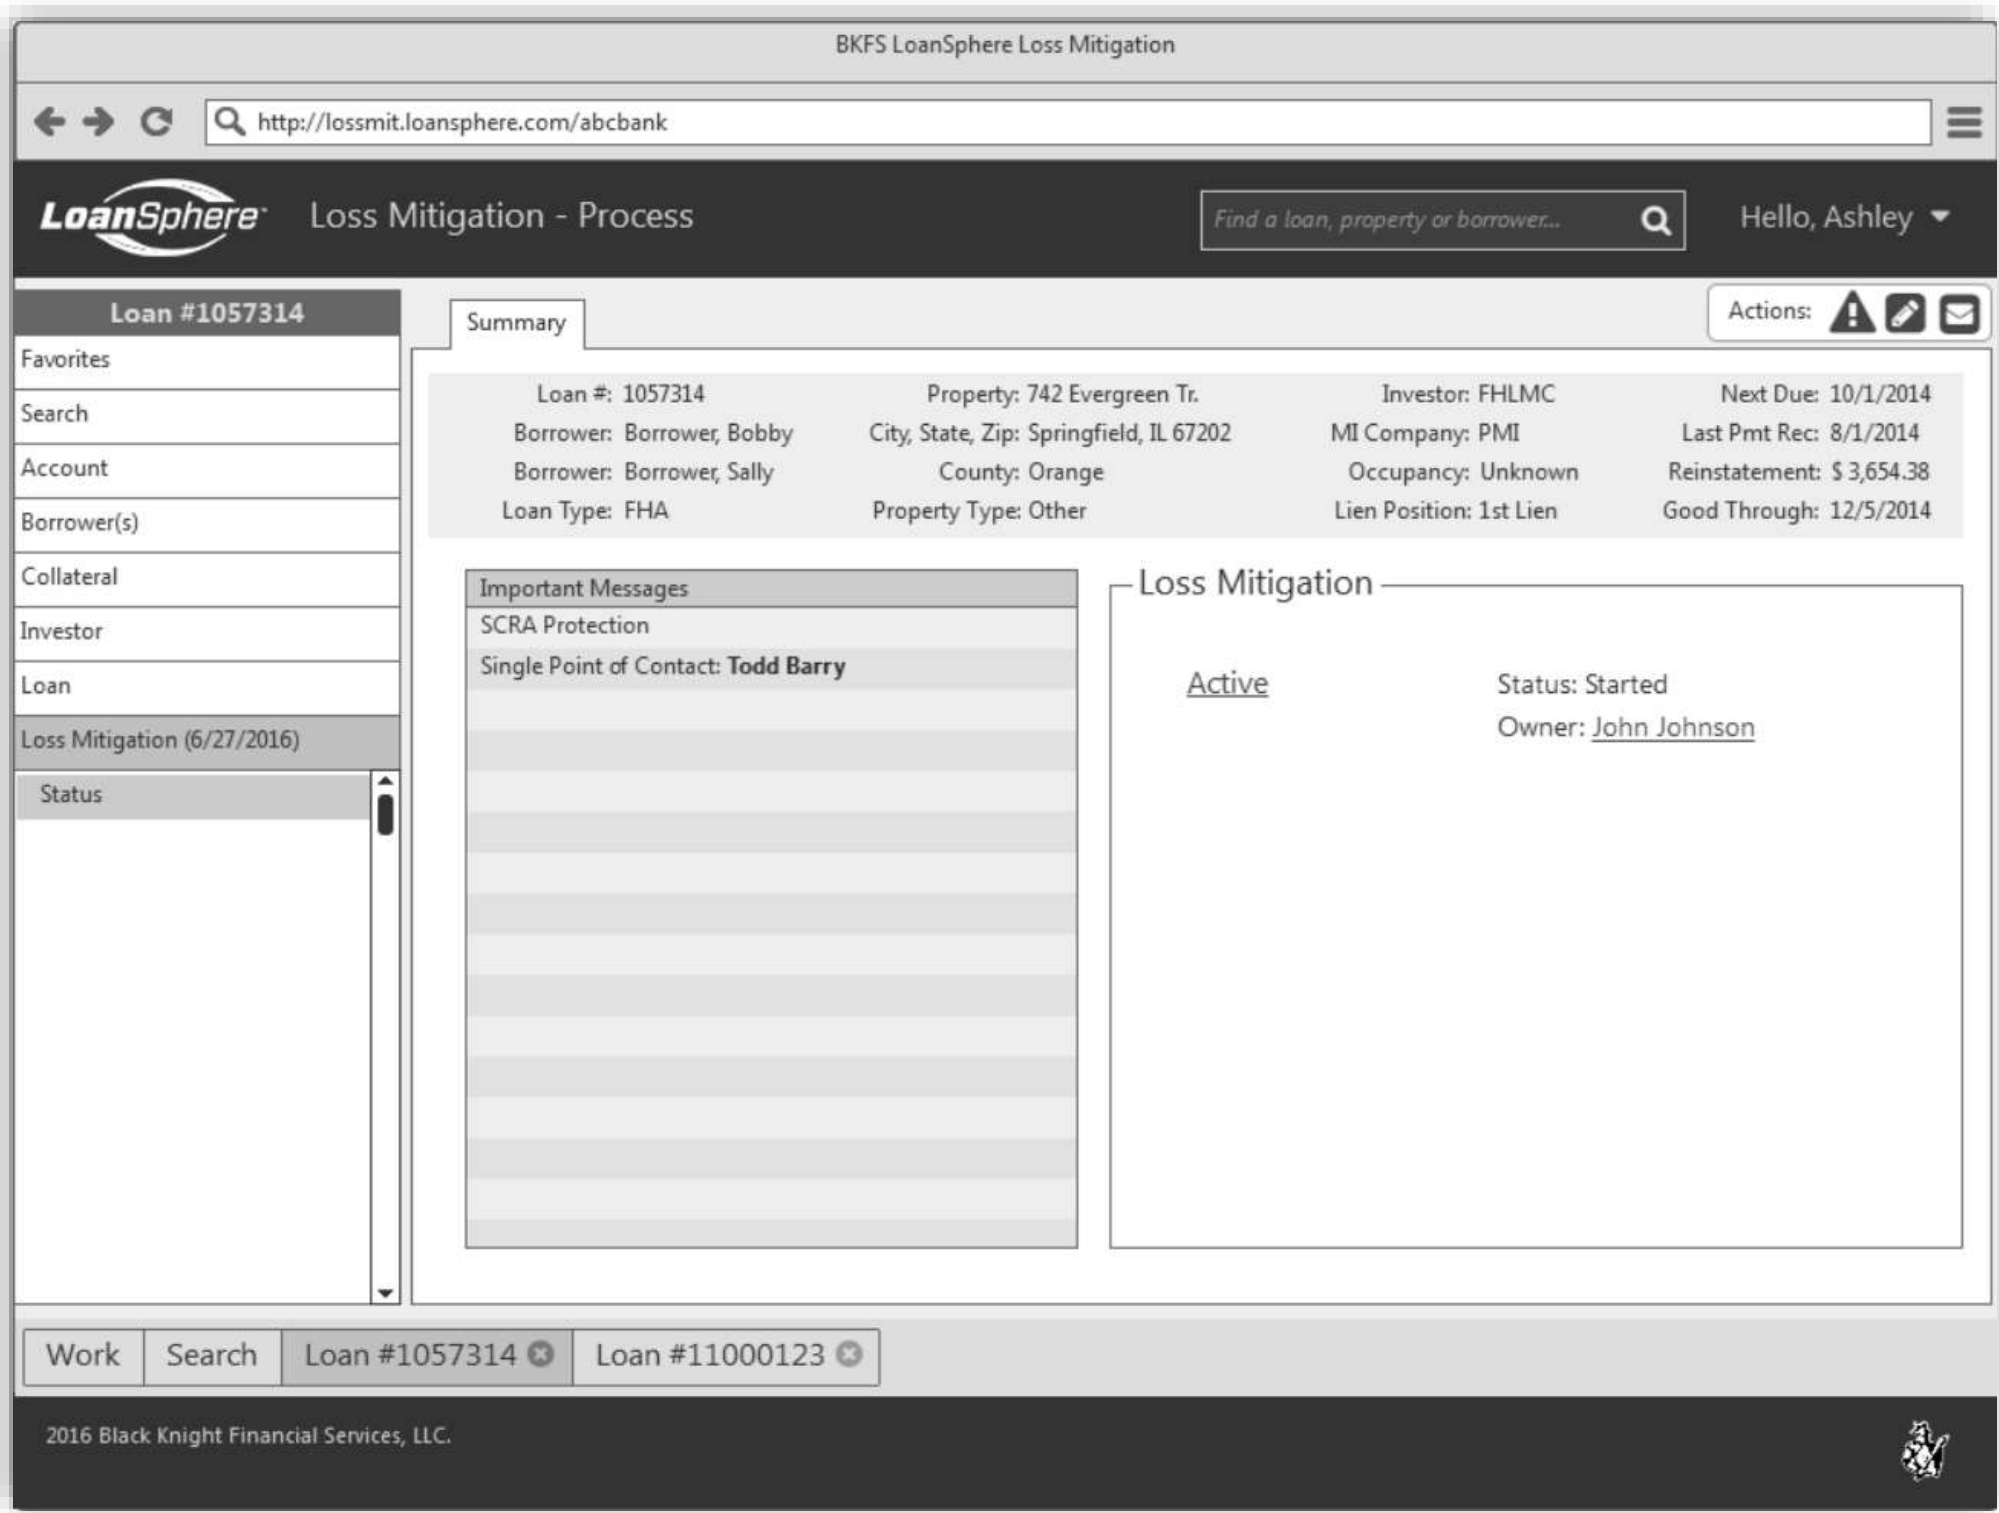 BKFS LoanSphere Loss Mitigation
http://lossmit.loansphere.com/abcbank
LoanSphere
Loss Mitigation - Process
Find a loan, property or borrower...
Hello, Ashley
Loan #1057314
Favorites
Search
Account
Borrower(s)
Collateral
Investor
Loan
Loss Mitigation (6/27/2016)
Status
Summary
Actions:
Loan #: 1057314
Borrower: Borrower, Bobby
Borrower: Borrower, Sally
Loan Type: FHA
Property: 742 Evergreen Tr.
City, State, Zip: Springfield, IL 67202
County: Orange
Property Type: Other
Investor: FHLMC
MI Company: PMI
Occupancy: Unknown
Lien Position: 1st Lien
Next Due: 10/1/2014
Last Pmt Rec: 8/1/2014
Reinstatement: $ 3,654.38
Good Through: 12/5/2014
Important Messages
SCRA Protection
Single Point of Contact: Todd Barry
Loss Mitigation
Active
Status: Started
Owner: John Johnson
Work
Search
Loan #1057314
Loan #11000123
2016 Black Knight Financial Services, LLC.